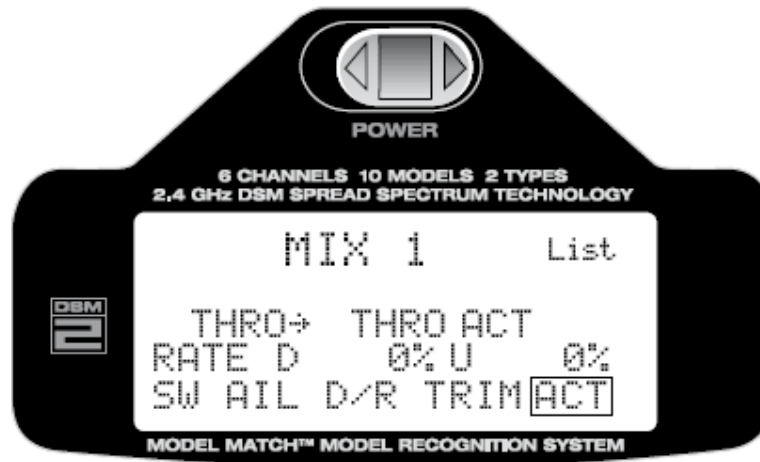 POWER
6 CHANNELS 10 MODELS 2 TYPES
2.4 GHz DSM SPREAD SPECTRUM TECHNOLOGY
MIX 1 List
DSM
2
THRO→ THRO ACT
RATE D 0% U 0%
SW AIL D/R TRIM ACT
MODEL MATCH™ MODEL RECOGNITION SYSTEM